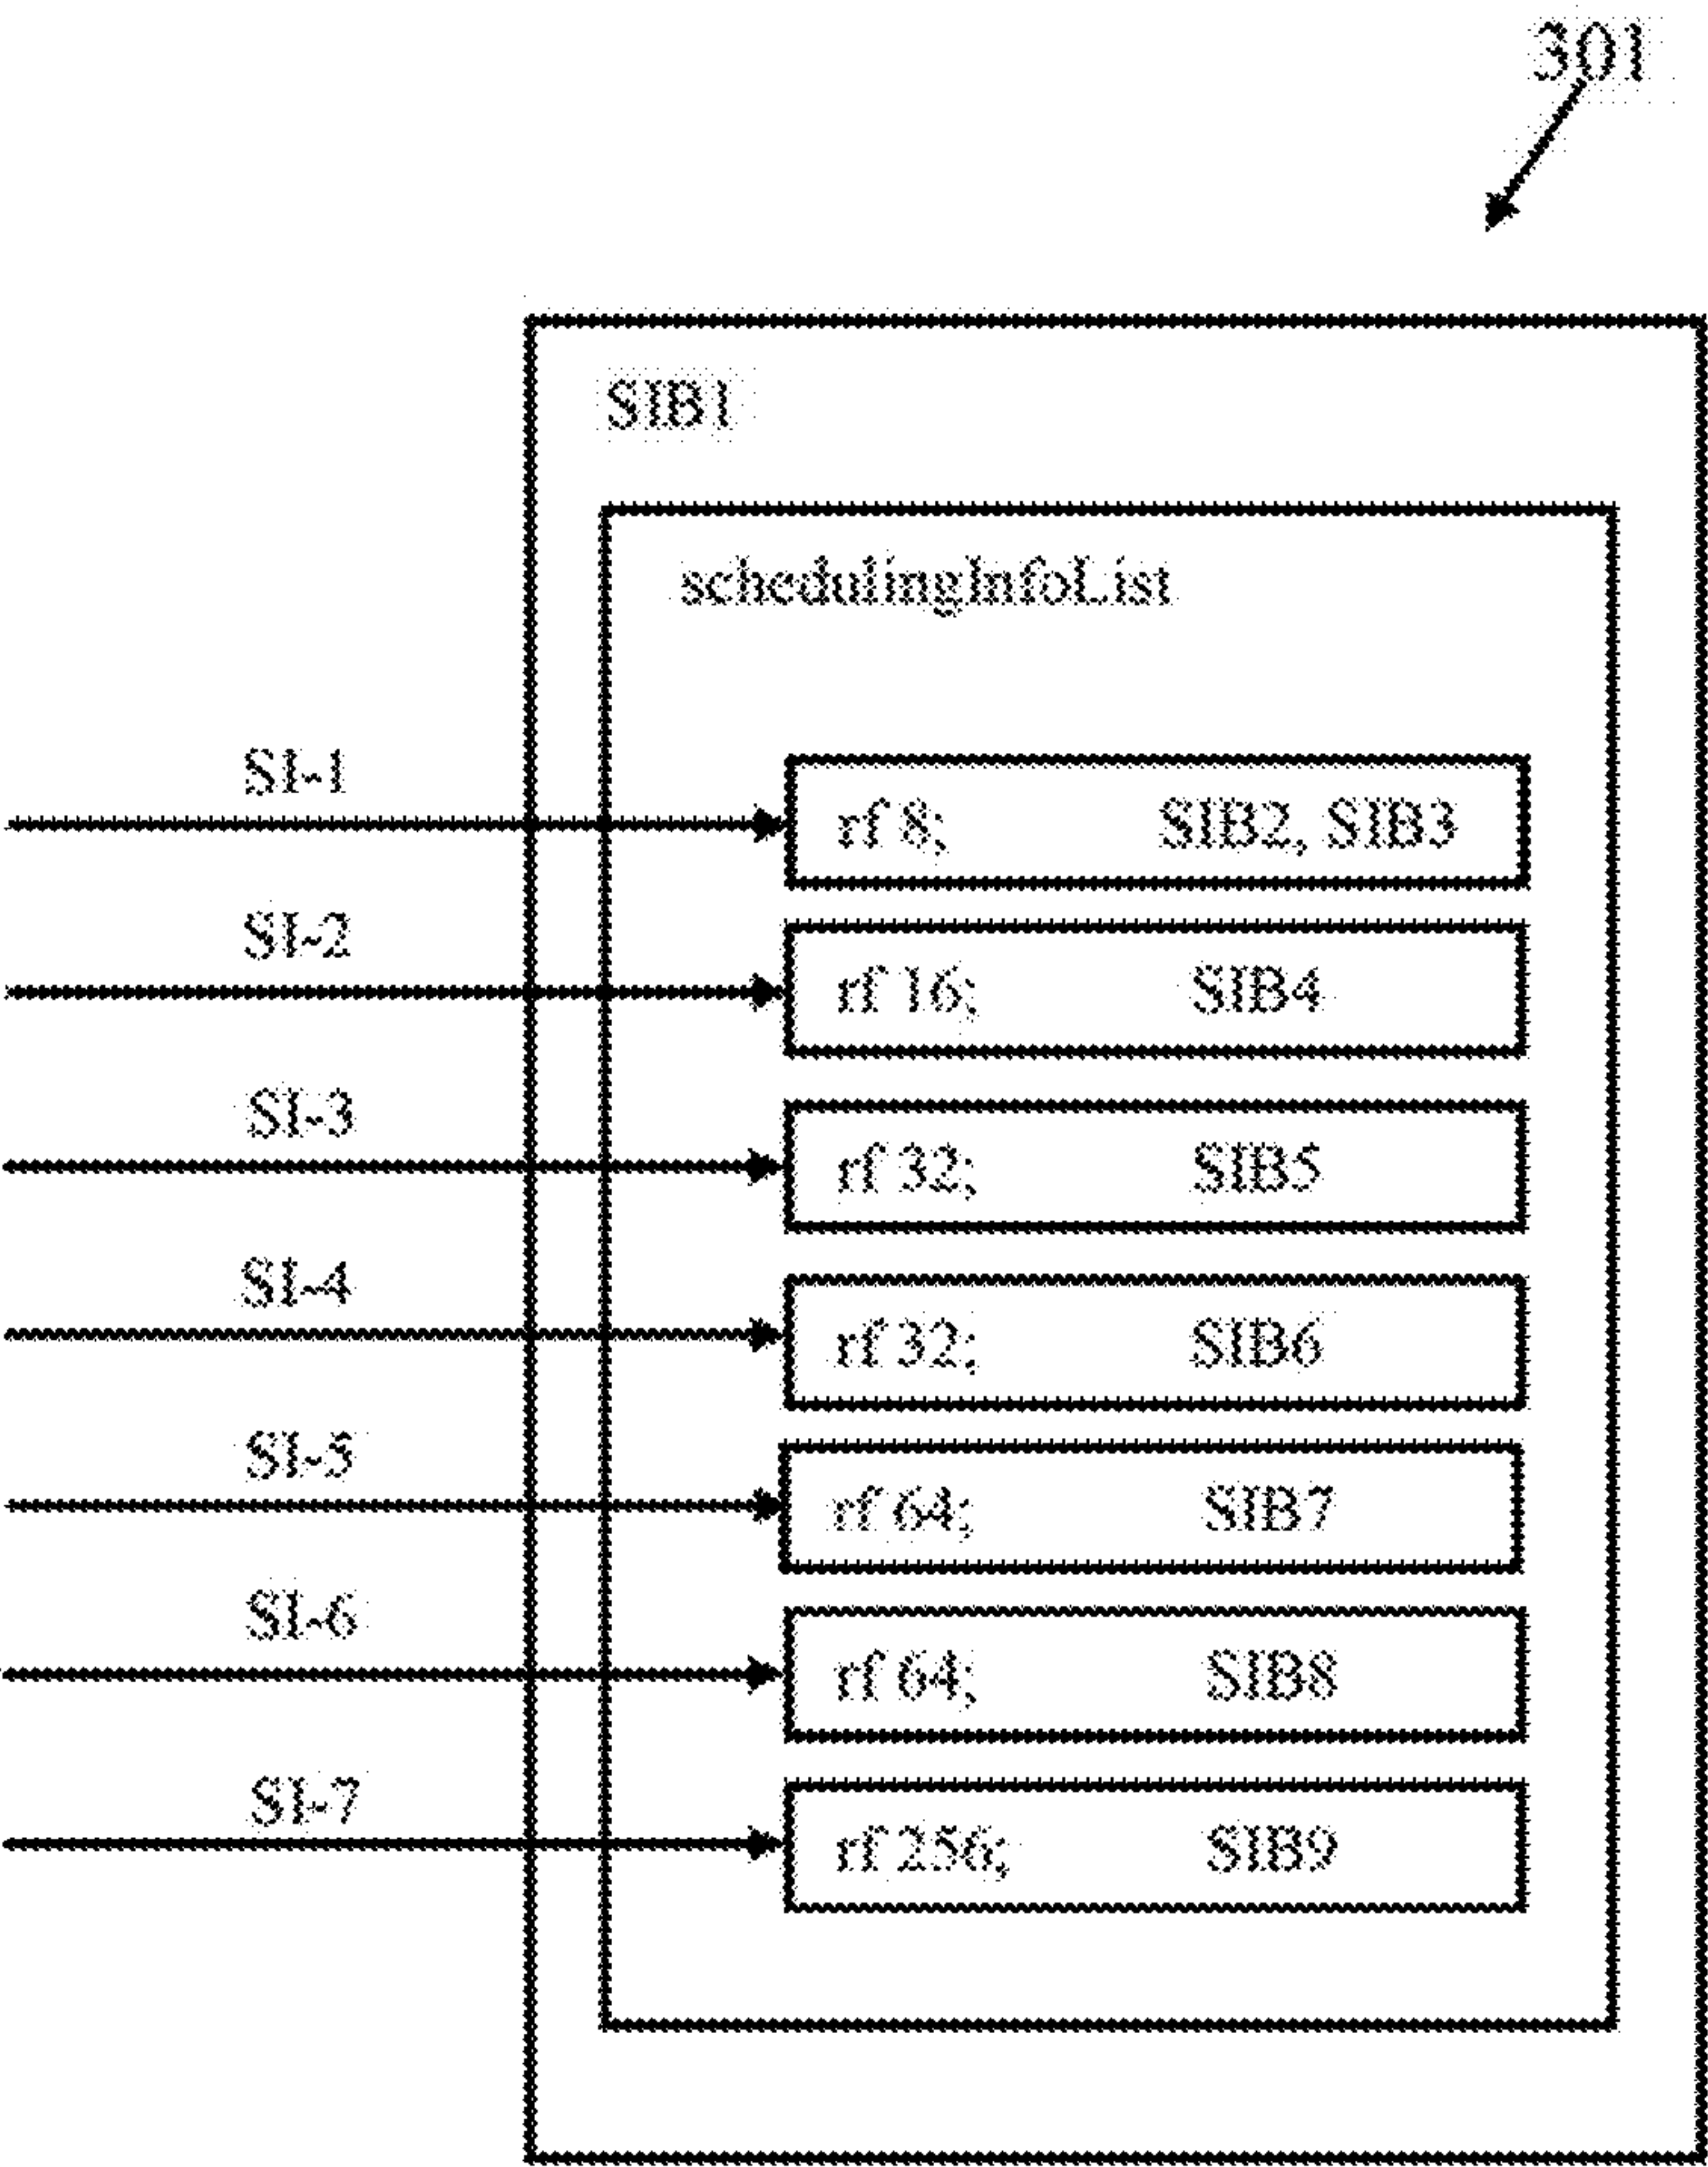 301
SIB1
schedulingInfoList
SI-1
rf 8; SIB2, SIB3
SI-2
rf 16; SIB4
SI-3
rf 32; SIB5
SI-4
rf 32; SIB6
SI-5
rf 64; SIB7
SI-6
rf 64; SIB8
SI-7
rf 256; SIB9